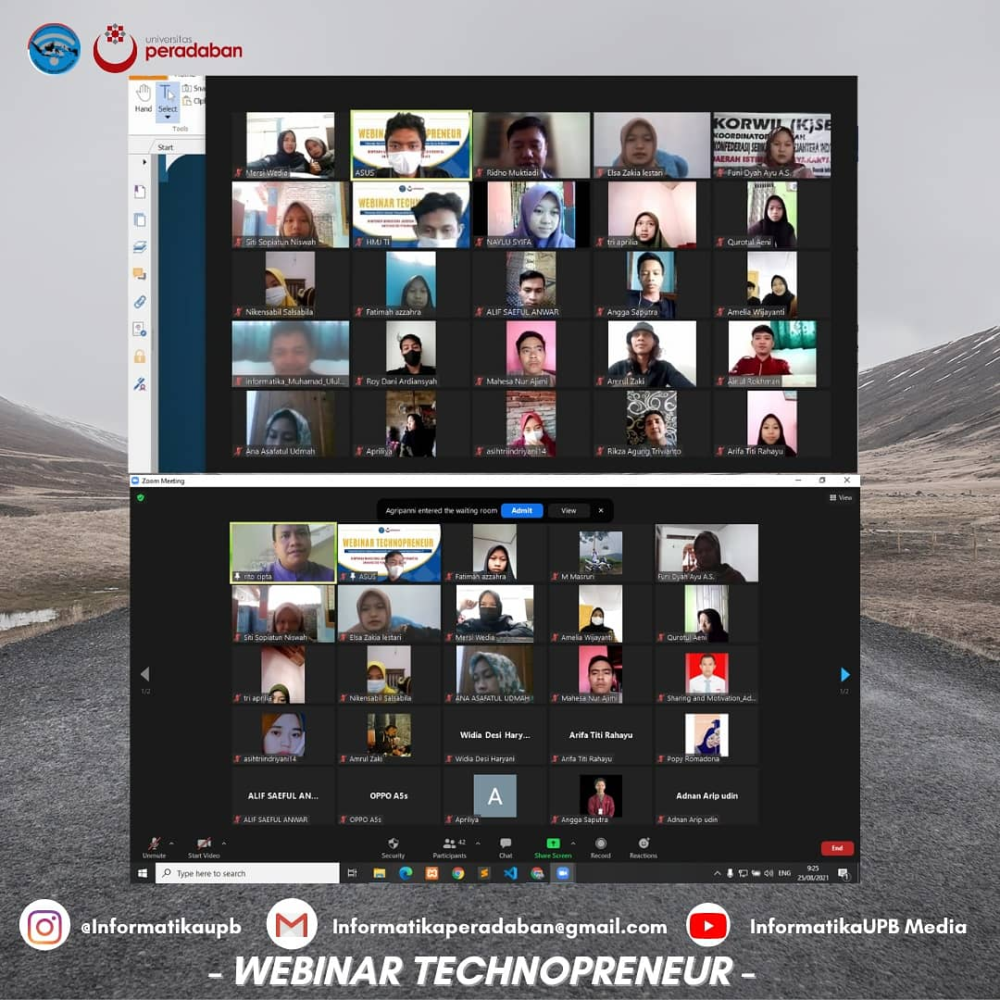 universitas
peradaban
Hand
Select
Tools
Start
Mersi Wedia
WEBINAR TECHNOPRENEUR
ASUS
Ridho Muktiadi
Elsa Zakia lestari
KORWIL (K)SB
Funi Dyah Ayu A.S.
Siti Sopiatun Niswah
HMJ TI
NAYLU SYIFA
tri aprilia
Qurotul Aeni
Nikensabil Salsabila
Fatimah azzahra
ALIF SAEFUL ANWAR
Angga Saputra
Amelia Wijayanti
informatika_Muhamad_Ulul...
Roy Dani Ardiansyah
Mahesa Nur Ajimi
Amrul Zaki
Ainul Rokhman
Ana Asafatul Udmah
Apriliya
asihtriindriyani14
Rikza Agung Trivianto
Arifa Titi Rahayu
Zoom Meeting
View
Agripanni entered the waiting room Admit View
rito cipta
WEBINAR TECHNOPRENEUR
ASUS
Fatimah azzahra
M Masruri
Funi Dyah Ayu A.S.
Siti Sopiatun Niswah
Elsa Zakia lestari
Mersi Wedia
Amelia Wijayanti
Qurotul Aeni
1/2
1/2
tri aprilia
Nikensabil Salsabila
ANA ASAFATUL UDMAH
Mahesa Nur Ajimi
Sharing and Motivation_Ad...
asihtriindriyani14
Amrul Zaki
Widia Desi Hary...
Widia Desi Haryani
Arifa Titi Rahayu
Arifa Titi Rahayu
Popy Romadona
ALIF SAEFUL AN...
ALIF SAEFUL ANWAR
OPPO A5s
OPPO A5s
A
Apriliya
Angga Saputra
Adnan Arip udin
Adnan Arip udin
Unmute
Start Video
Security
Participants 42
Chat
Share Screen
Record
Reactions
End
Type here to search
ENG
9:25
25/08/2021
@Informatikaupb
Informatikaperadaban@gmail.com
InformatikaUPB Media
- WEBINAR TECHNOPRENEUR -